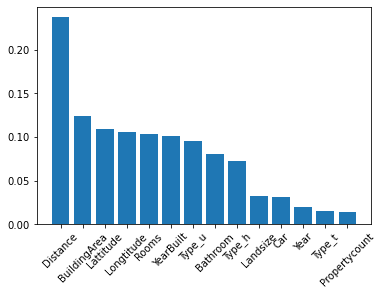 0.20
0.15
0.10
0.05
0.00
Distance
BuildingArea
Lattitude
Longtitude
Rooms
YearBuilt
Type_u
Bathroom
Type_h
Landsize
Car
Year
Type_t
Propertycount